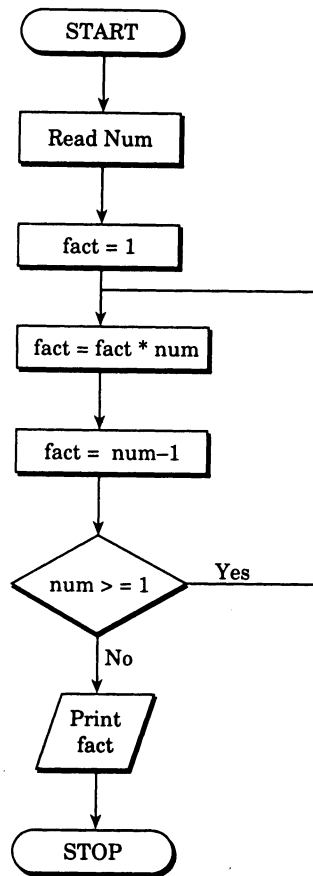 START
Read Num
fact = 1
fact = fact * num
fact = num–1
num > = 1
Yes
No
Print
fact
STOP